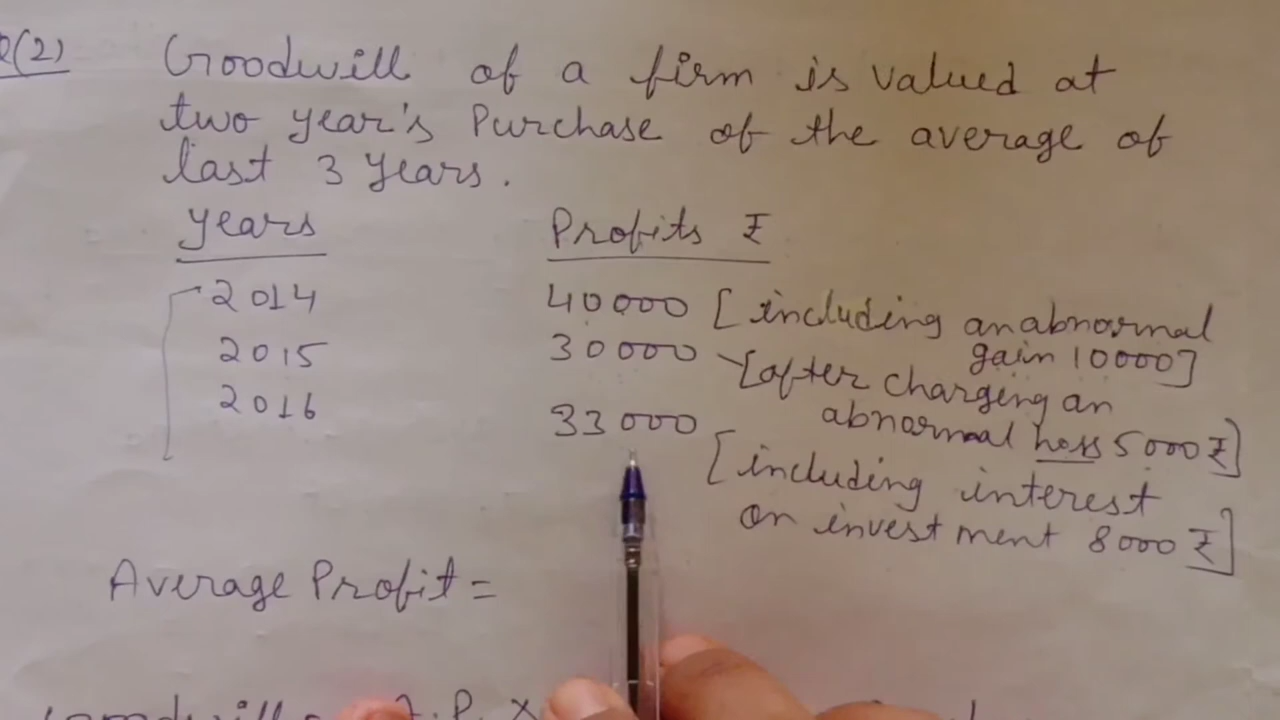 Q(2) Goodwill of a firm is valued at
two year's Purchase of the average of
last 3 years.
years Profits ₹
2014 40000 [including an abnormal
gain 10000]
2015 30000 [after charging an
abnormal loss 5000 ₹]
2016 33000 [including interest
on investment 8000 ₹]
Average Profit =
Goodwill = A.P. ×